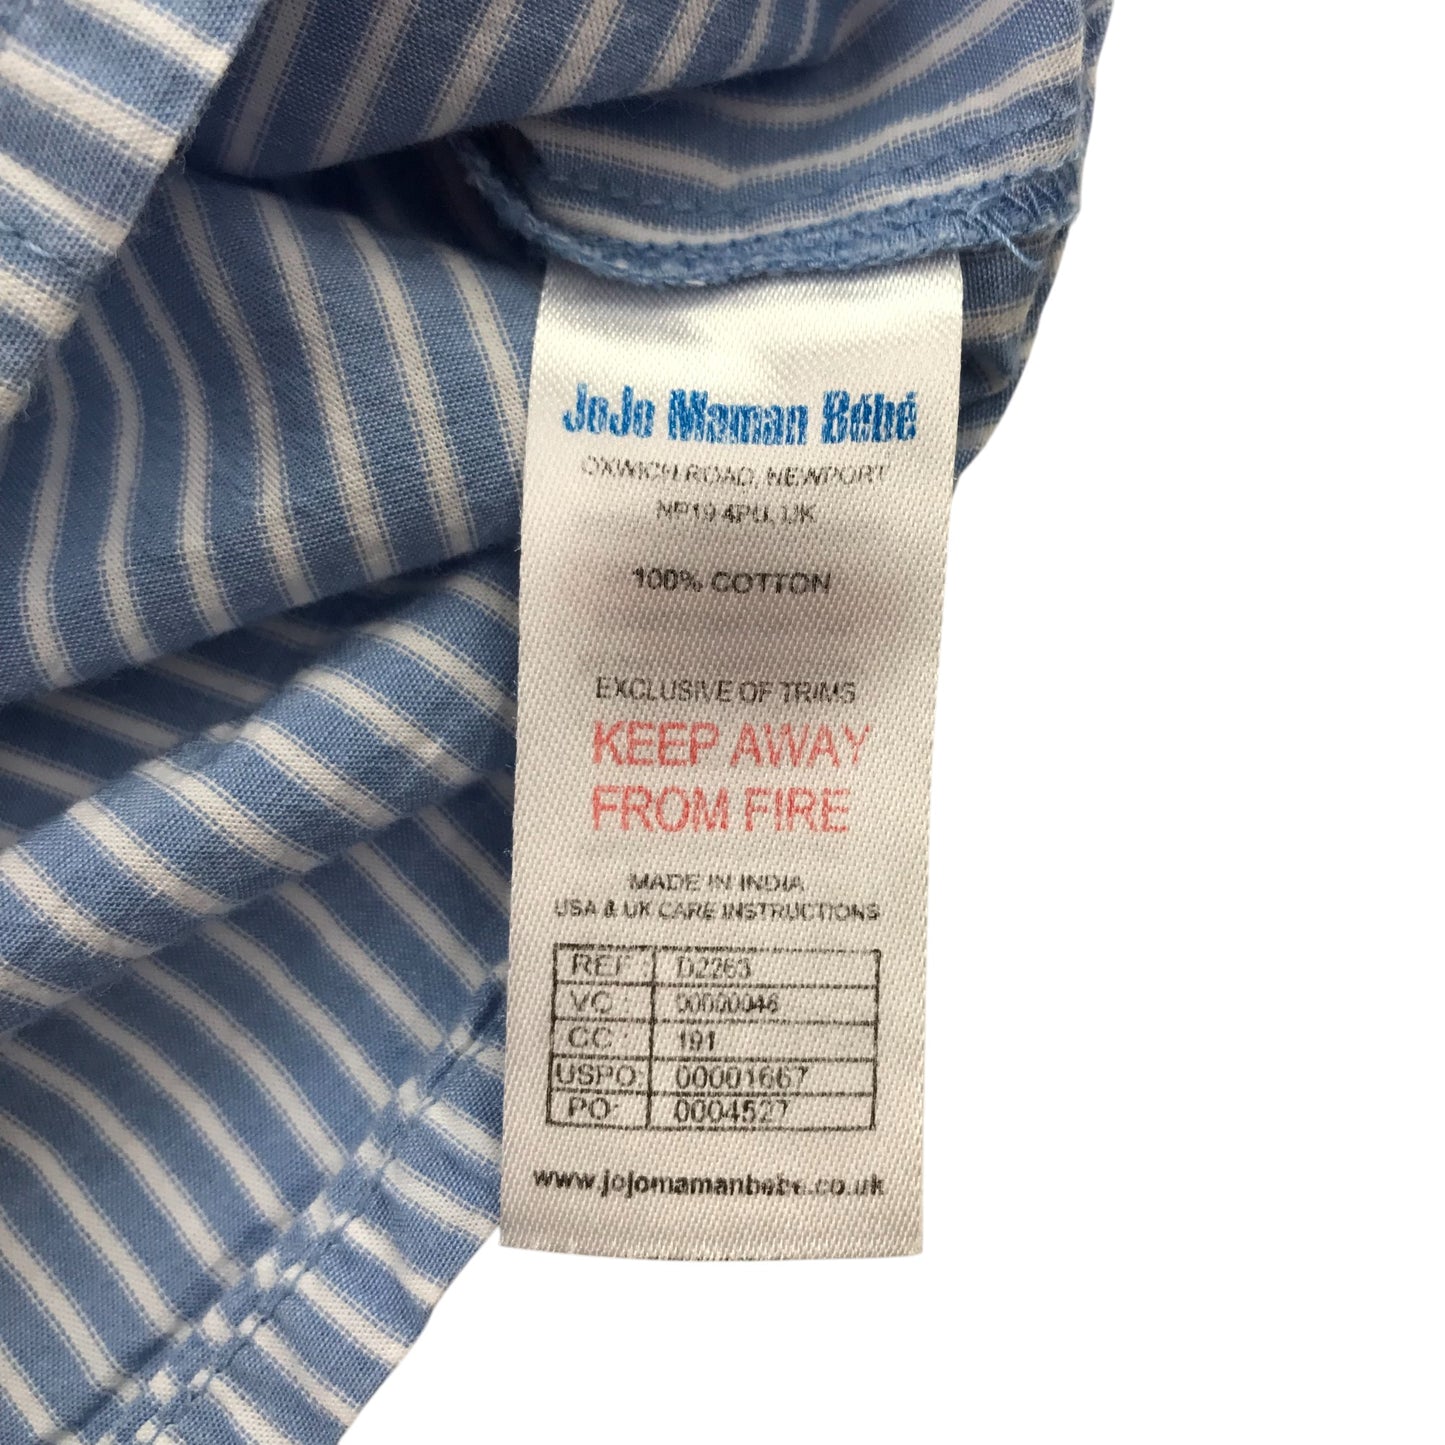 JoJo Maman Bébé
OXWICH ROAD, NEWPORT
NP19 4PU, UK
100% COTTON
EXCLUSIVE OF TRIMS
KEEP AWAY
FROM FIRE
MADE IN INDIA
USA & UK CARE INSTRUCTIONS
REF : D2263
VC : 00000046
CC : 191
USPO: 00001667
PO: 0004527
www.jojomamanbebe.co.uk